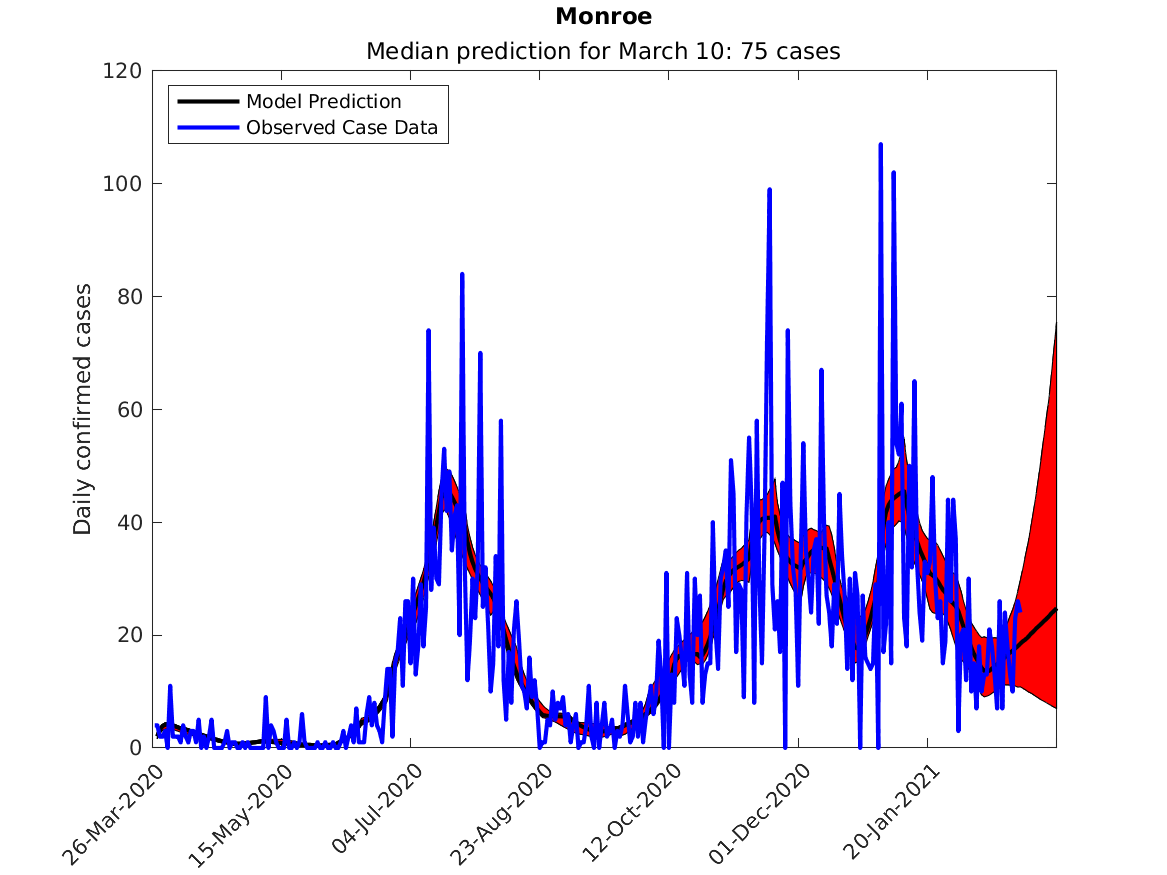 Monroe
Median prediction for March 10: 75 cases
120
100
80
60
40
20
0
Daily confirmed cases
Model Prediction
Observed Case Data
26-Mar-2020
15-May-2020
04-Jul-2020
23-Aug-2020
12-Oct-2020
01-Dec-2020
20-Jan-2021